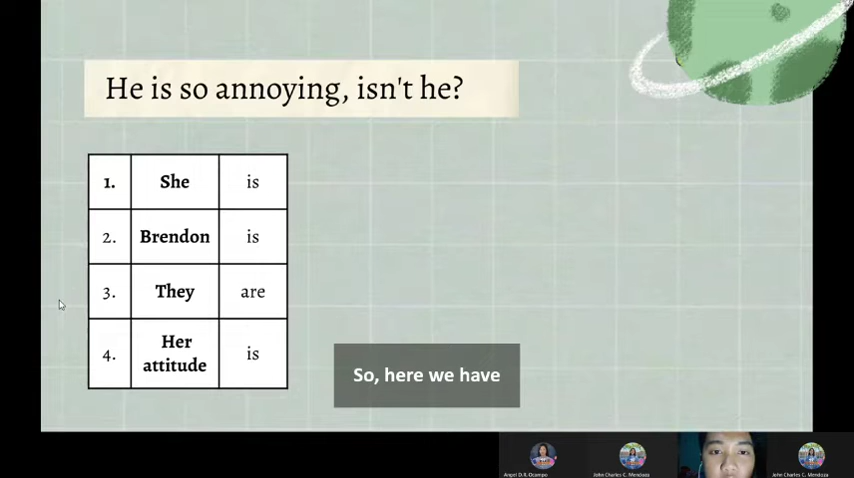 He is so annoying, isn't he?
1. She is
2. Brendon is
3. They are
4. Her attitude is
So, here we have
Angel D.R. Ocampo
John Charles C. Mendoza
John Charles C. Mendoza